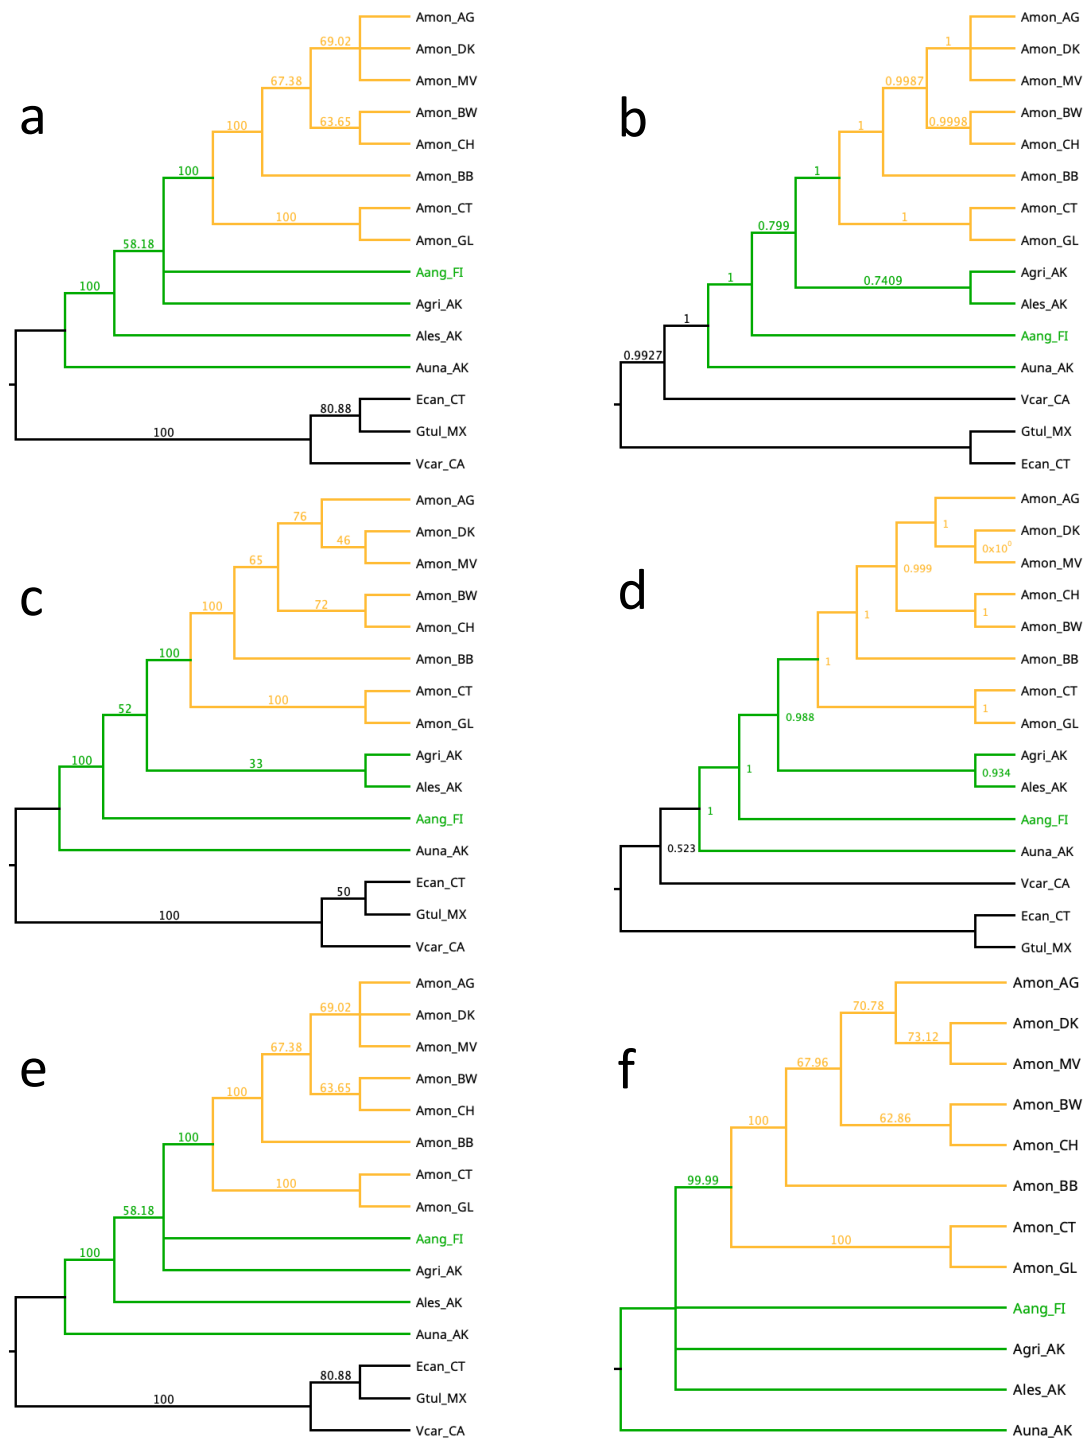 a
Amon_AG
69.02
Amon_DK
67.38
Amon_MV
Amon_BW
63.65
100
Amon_CH
100
Amon_BB
Amon_CT
100
Amon_GL
58.18
Aang_FI
100
Agri_AK
Ales_AK
Auna_AK
Ecan_CT
80.88
Gtul_MX
100
Vcar_CA
b
Amon_AG
1
Amon_DK
0.9987
Amon_MV
Amon_BW
0.9998
1
Amon_CH
1
Amon_BB
Amon_CT
1
Amon_GL
0.799
Agri_AK
1
0.7409
Ales_AK
1
Aang_FI
0.9927
Auna_AK
Vcar_CA
Gtul_MX
Ecan_CT
c
Amon_AG
76
Amon_DK
46
65
Amon_MV
Amon_BW
72
100
Amon_CH
100
Amon_BB
Amon_CT
100
Amon_GL
52
Agri_AK
100
33
Ales_AK
Aang_FI
Auna_AK
Ecan_CT
50
Gtul_MX
100
Vcar_CA
d
Amon_AG
1
Amon_DK
0x10⁰
Amon_MV
0.999
Amon_CH
1
1
Amon_BW
Amon_BB
1
Amon_CT
1
Amon_GL
0.988
Agri_AK
1
0.934
Ales_AK
1
Aang_FI
0.523
Auna_AK
Vcar_CA
Ecan_CT
Gtul_MX
e
Amon_AG
69.02
Amon_DK
67.38
Amon_MV
Amon_BW
63.65
100
Amon_CH
100
Amon_BB
Amon_CT
100
Amon_GL
58.18
Aang_FI
100
Agri_AK
Ales_AK
Auna_AK
Ecan_CT
80.88
Gtul_MX
100
Vcar_CA
f
Amon_AG
70.78
Amon_DK
73.12
67.96
Amon_MV
Amon_BW
62.86
100
Amon_CH
99.99
Amon_BB
Amon_CT
100
Amon_GL
Aang_FI
Agri_AK
Ales_AK
Auna_AK